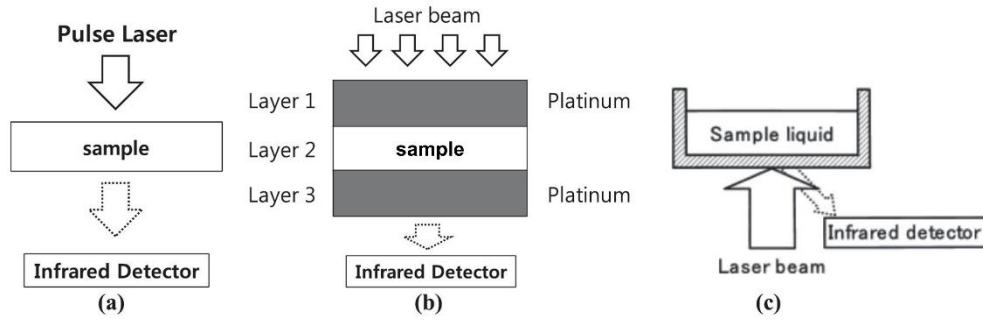 Pulse Laser
sample
Infrared Detector
(a)
Laser beam
Layer 1
Platinum
Layer 2
sample
Layer 3
Platinum
Infrared Detector
(b)
Sample liquid
Infrared detector
Laser beam
(c)